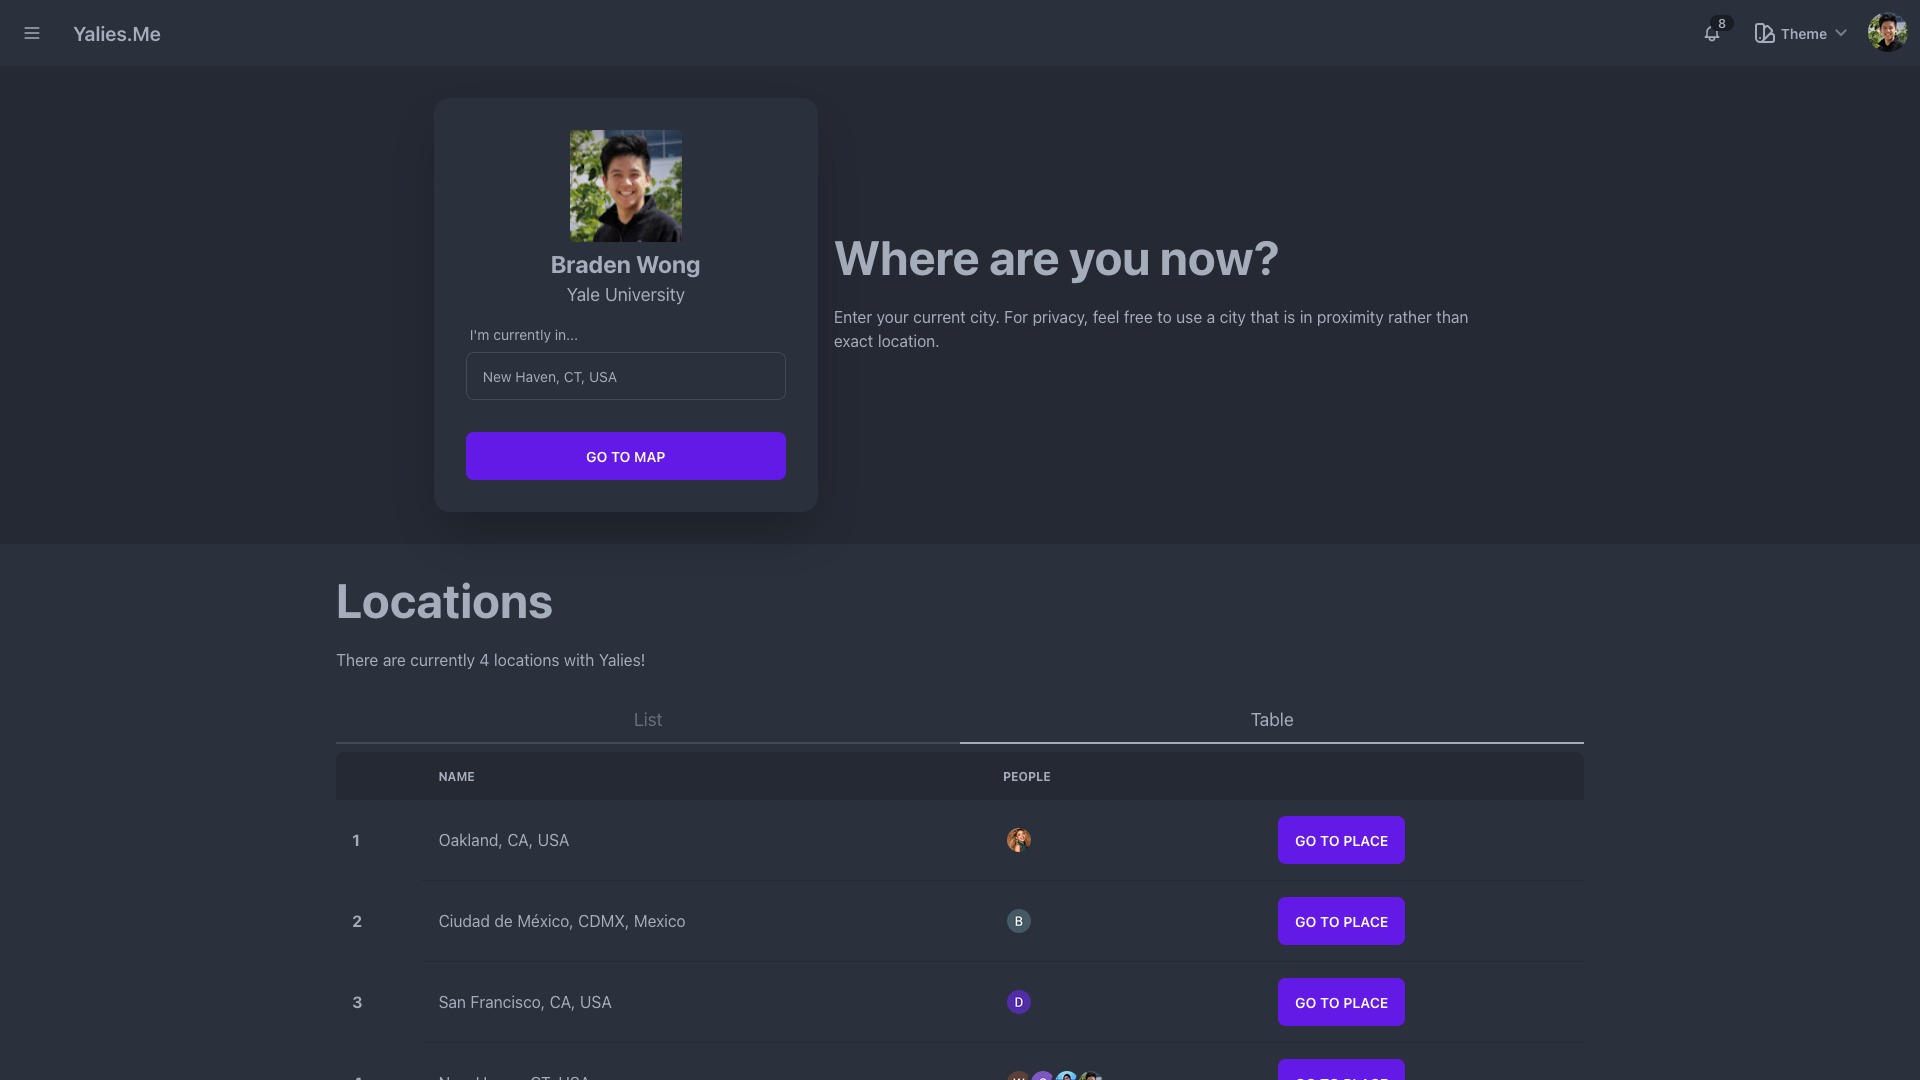 Yalies.Me
8
Theme
Braden Wong
Yale University
I'm currently in...
New Haven, CT, USA
GO TO MAP
Where are you now?
Enter your current city. For privacy, feel free to use a city that is in proximity rather than
exact location.
Locations
There are currently 4 locations with Yalies!
List
Table
NAME PEOPLE
1 Oakland, CA, USA GO TO PLACE
2 Ciudad de México, CDMX, Mexico B GO TO PLACE
3 San Francisco, CA, USA D GO TO PLACE